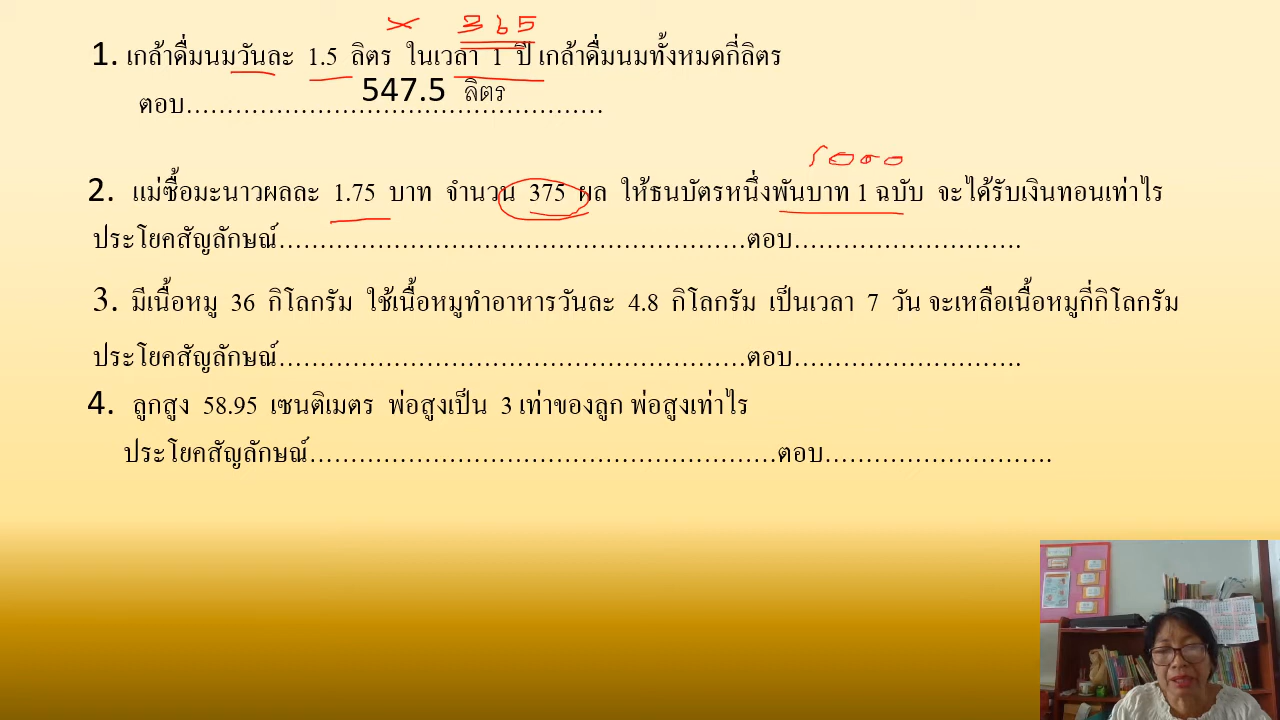 × 365
1. เกล้าดื่มนมวันละ 1.5 ลิตร ในเวลา 1 ปี เกล้าดื่มนมทั้งหมดกี่ลิตร
547.5 ลิตร
ตอบ...................................................
1000
2. แม่ซื้อมะนาวผลละ 1.75 บาท จำนวน 375 ผล ให้ธนบัตรหนึ่งพันบาท 1 ฉบับ จะได้รับเงินทอนเท่าไร
ประโยคสัญลักษณ์.........................................................ตอบ............................
3. มีเนื้อหมู 36 กิโลกรัม ใช้เนื้อหมูทำอาหารวันละ 4.8 กิโลกรัม เป็นเวลา 7 วัน จะเหลือเนื้อหมูกี่กิโลกรัม
ประโยคสัญลักษณ์.........................................................ตอบ............................
4. ลูกสูง 58.95 เซนติเมตร พ่อสูงเป็น 3 เท่าของลูก พ่อสูงเท่าไร
ประโยคสัญลักษณ์.........................................................ตอบ............................